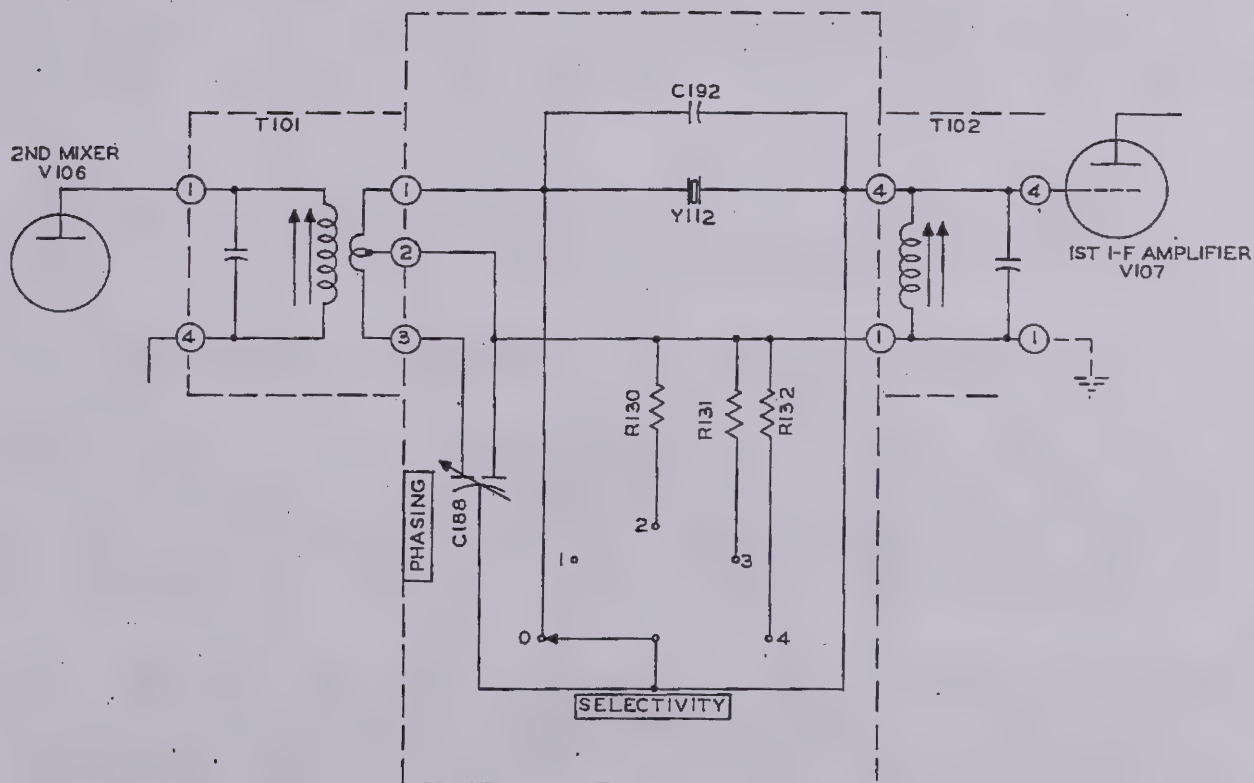 C192
T101
T102
2ND MIXER
V106
1
1
4
4
Y112
2
1ST I-F AMPLIFIER
V107
4
3
1
1
R130
R131
R132
PHASING
C188
2
1
3
0
4
SELECTIVITY